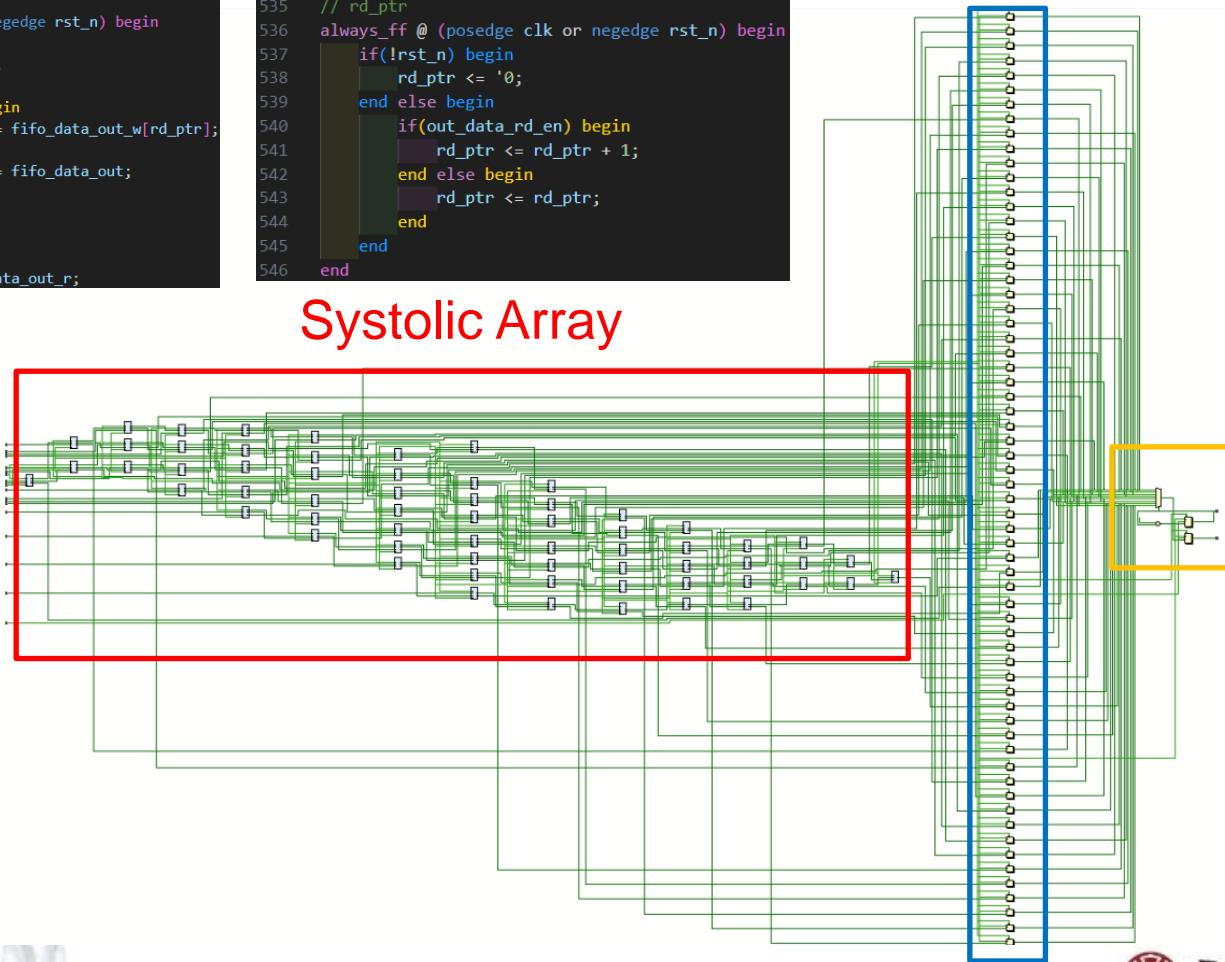 egedge rst_n) begin
gin
= fifo_data_out_w[rd_ptr];
= fifo_data_out;
ata_out_r;
535 // rd_ptr
536 always_ff @ (posedge clk or negedge rst_n) begin
537 if(!rst_n) begin
538 rd_ptr <= '0;
539 end else begin
540 if(out_data_rd_en) begin
541 rd_ptr <= rd_ptr + 1;
542 end else begin
543 rd_ptr <= rd_ptr;
544 end
545 end
546 end
Systolic Array